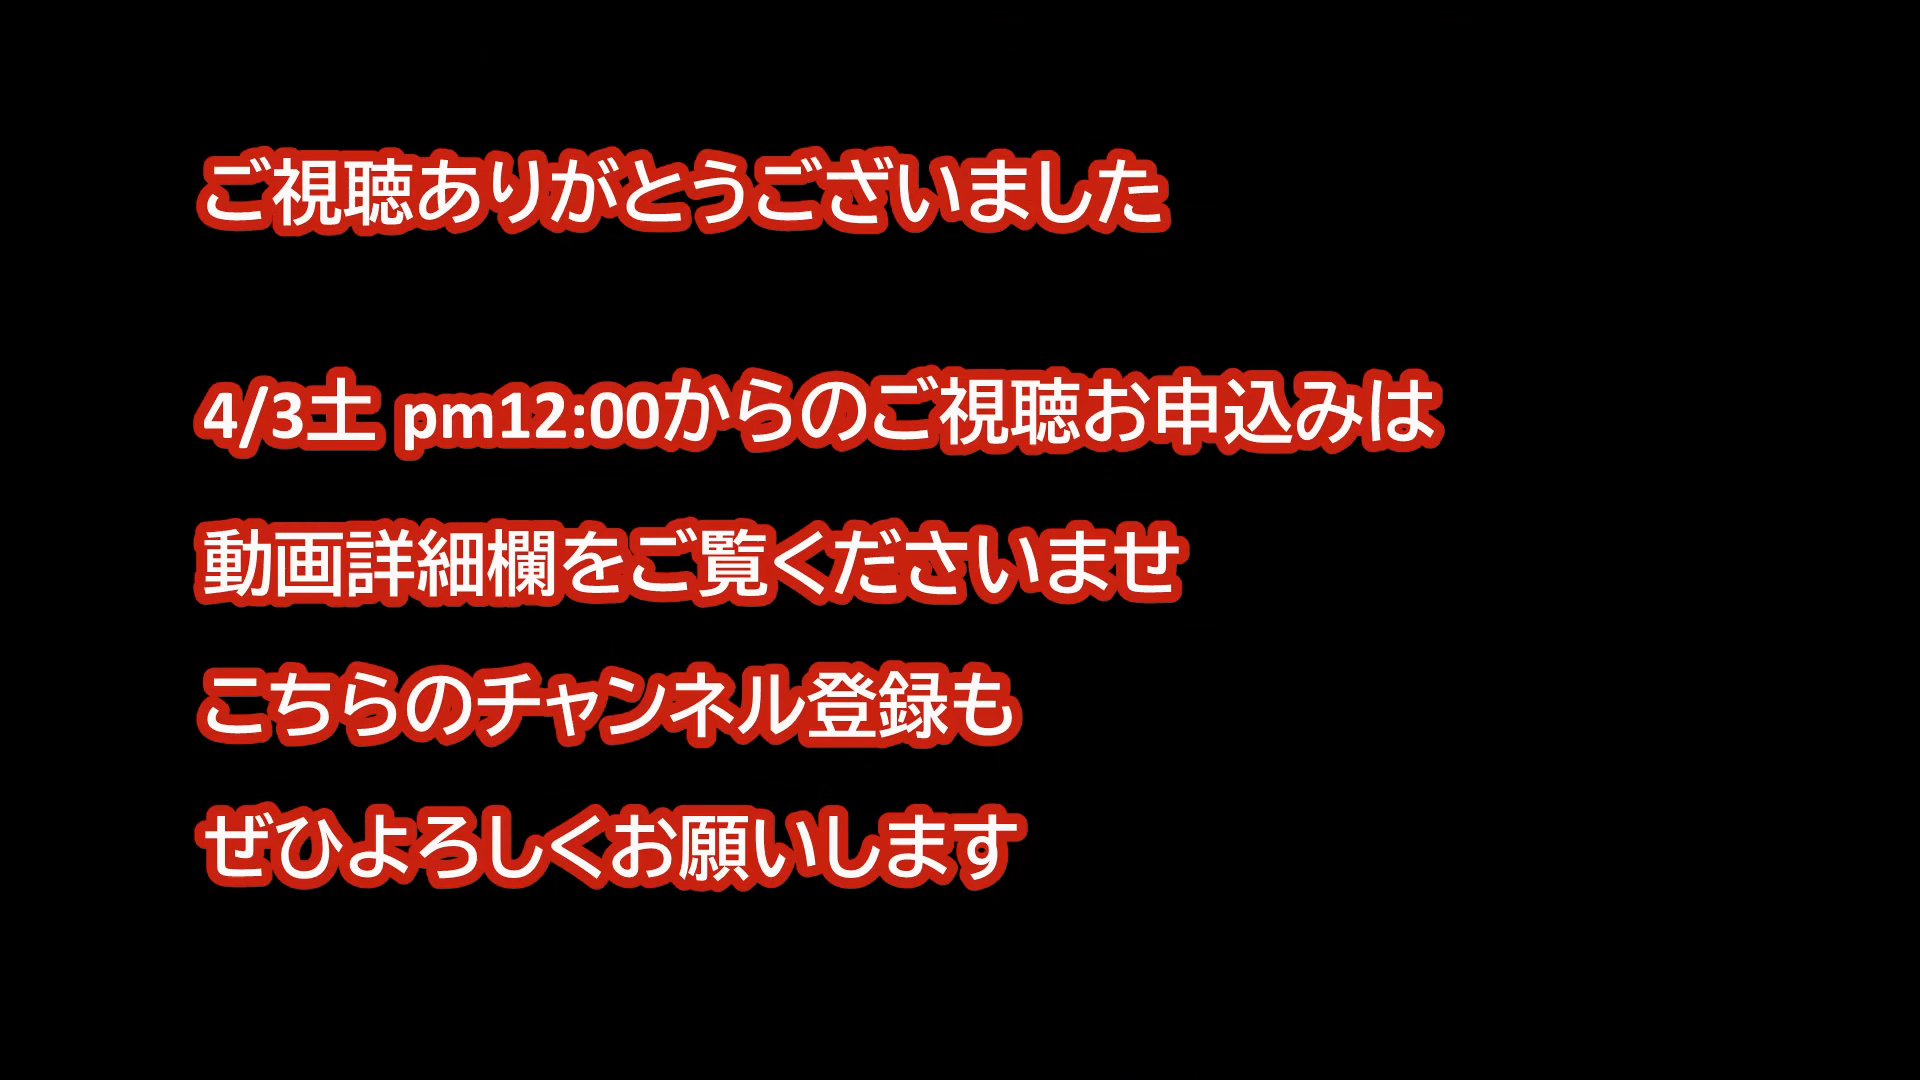 ご視聴ありがとうございました
4/3土 pm12:00からのご視聴お申込みは
動画詳細欄をご覧くださいませ
こちらのチャンネル登録も
ぜひよろしくお願いします